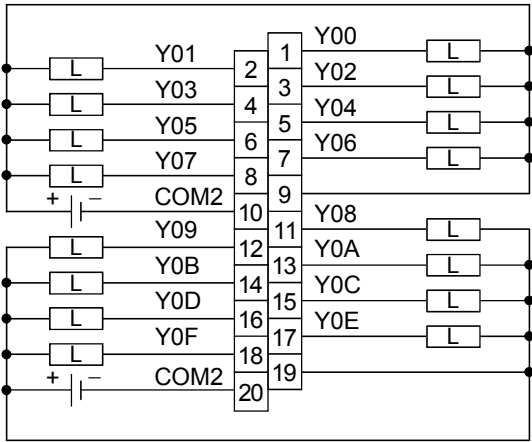 1 Y00 L
L Y01 2
3 Y02 L
L Y03 4
5 Y04 L
L Y05 6
7 Y06 L
L Y07 8
9
+ − COM2 10
11 Y08 L
L Y09 12
13 Y0A L
L Y0B 14
15 Y0C L
L Y0D 16
17 Y0E L
L Y0F 18
19
+ − COM2 20